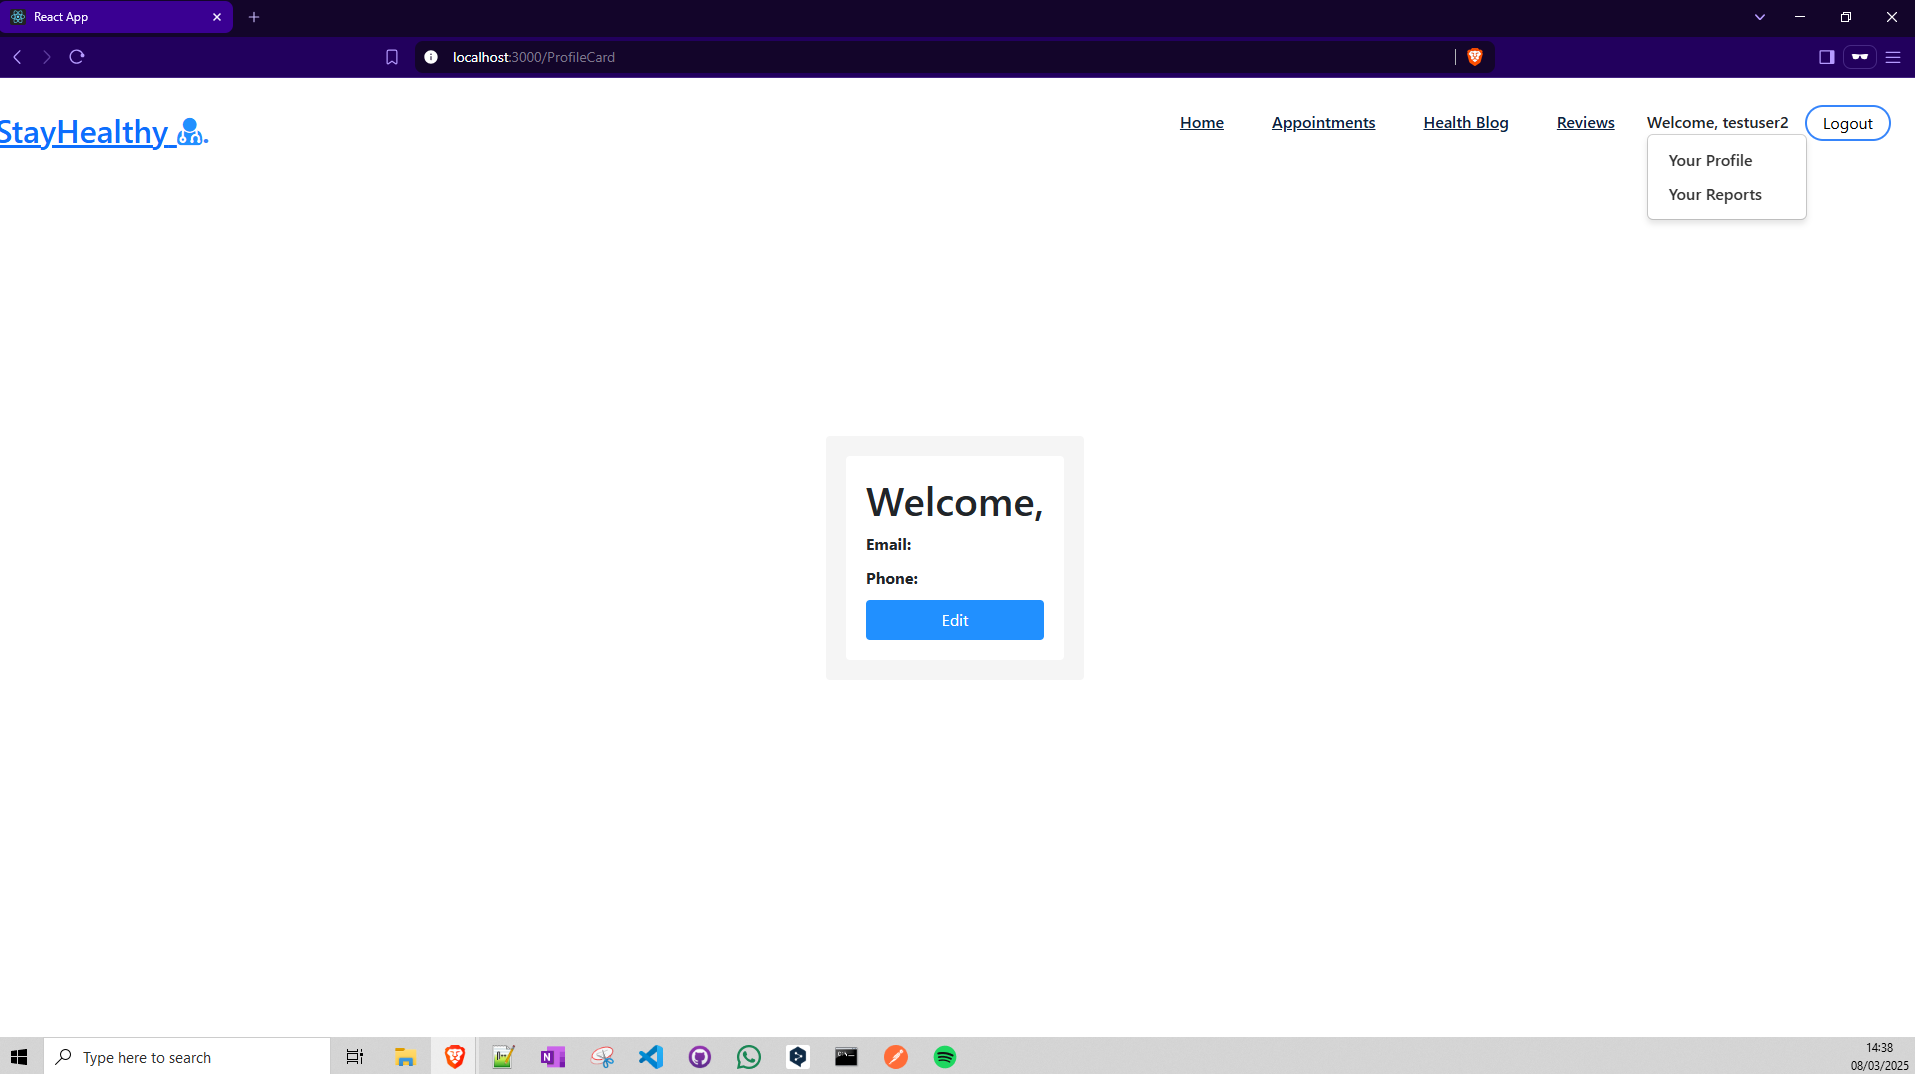 React App
localhost:3000/ProfileCard
StayHealthy .
Home Appointments Health Blog Reviews Welcome, testuser2 Logout
Your Profile
Your Reports
Welcome,
Email:
Phone:
Edit
Type here to search
14:38
08/03/2025